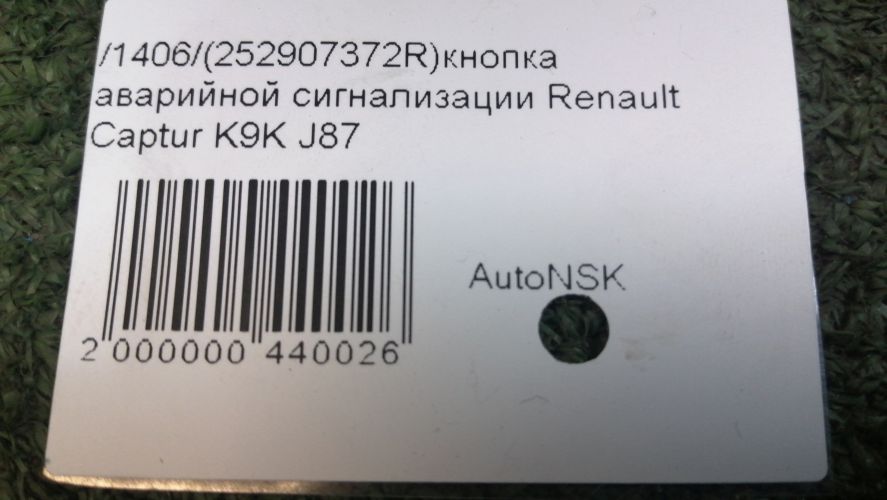 /1406/(252907372R)кнопка
аварийной сигнализации Renault
Captur K9K J87
AutoNSK
2 000000 440026